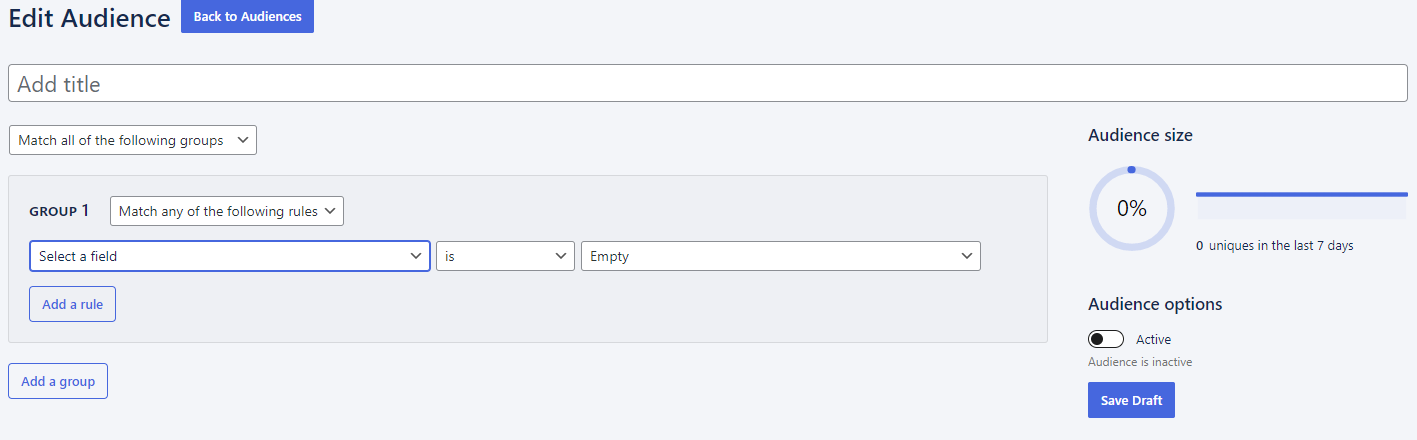 Edit Audience Back to Audiences
Add title
Match all of the following groups
GROUP 1 Match any of the following rules
Select a field is Empty
Add a rule
Add a group
Audience size
0%
0 uniques in the last 7 days
Audience options
Active
Audience is inactive
Save Draft